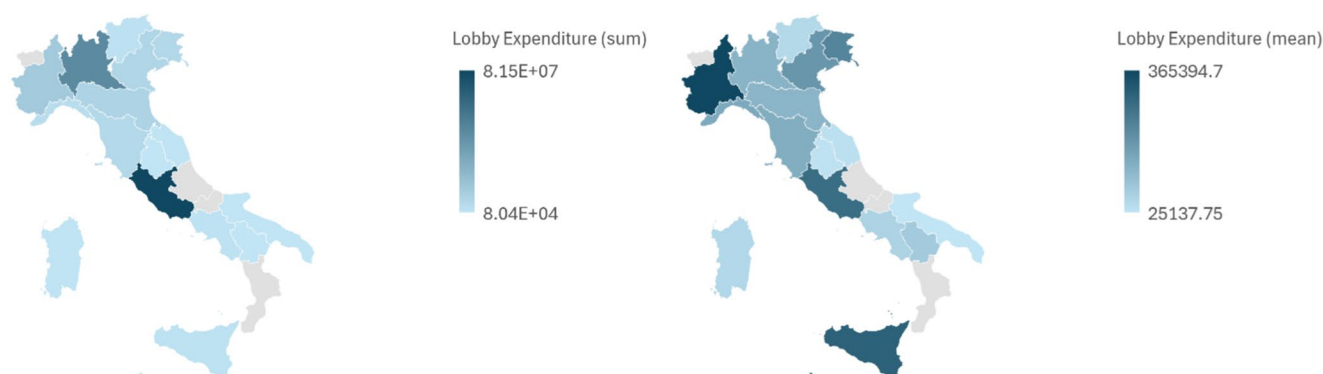 Lobby Expenditure (sum)
8.15E+07
8.04E+04
Lobby Expenditure (mean)
365394.7
25137.75